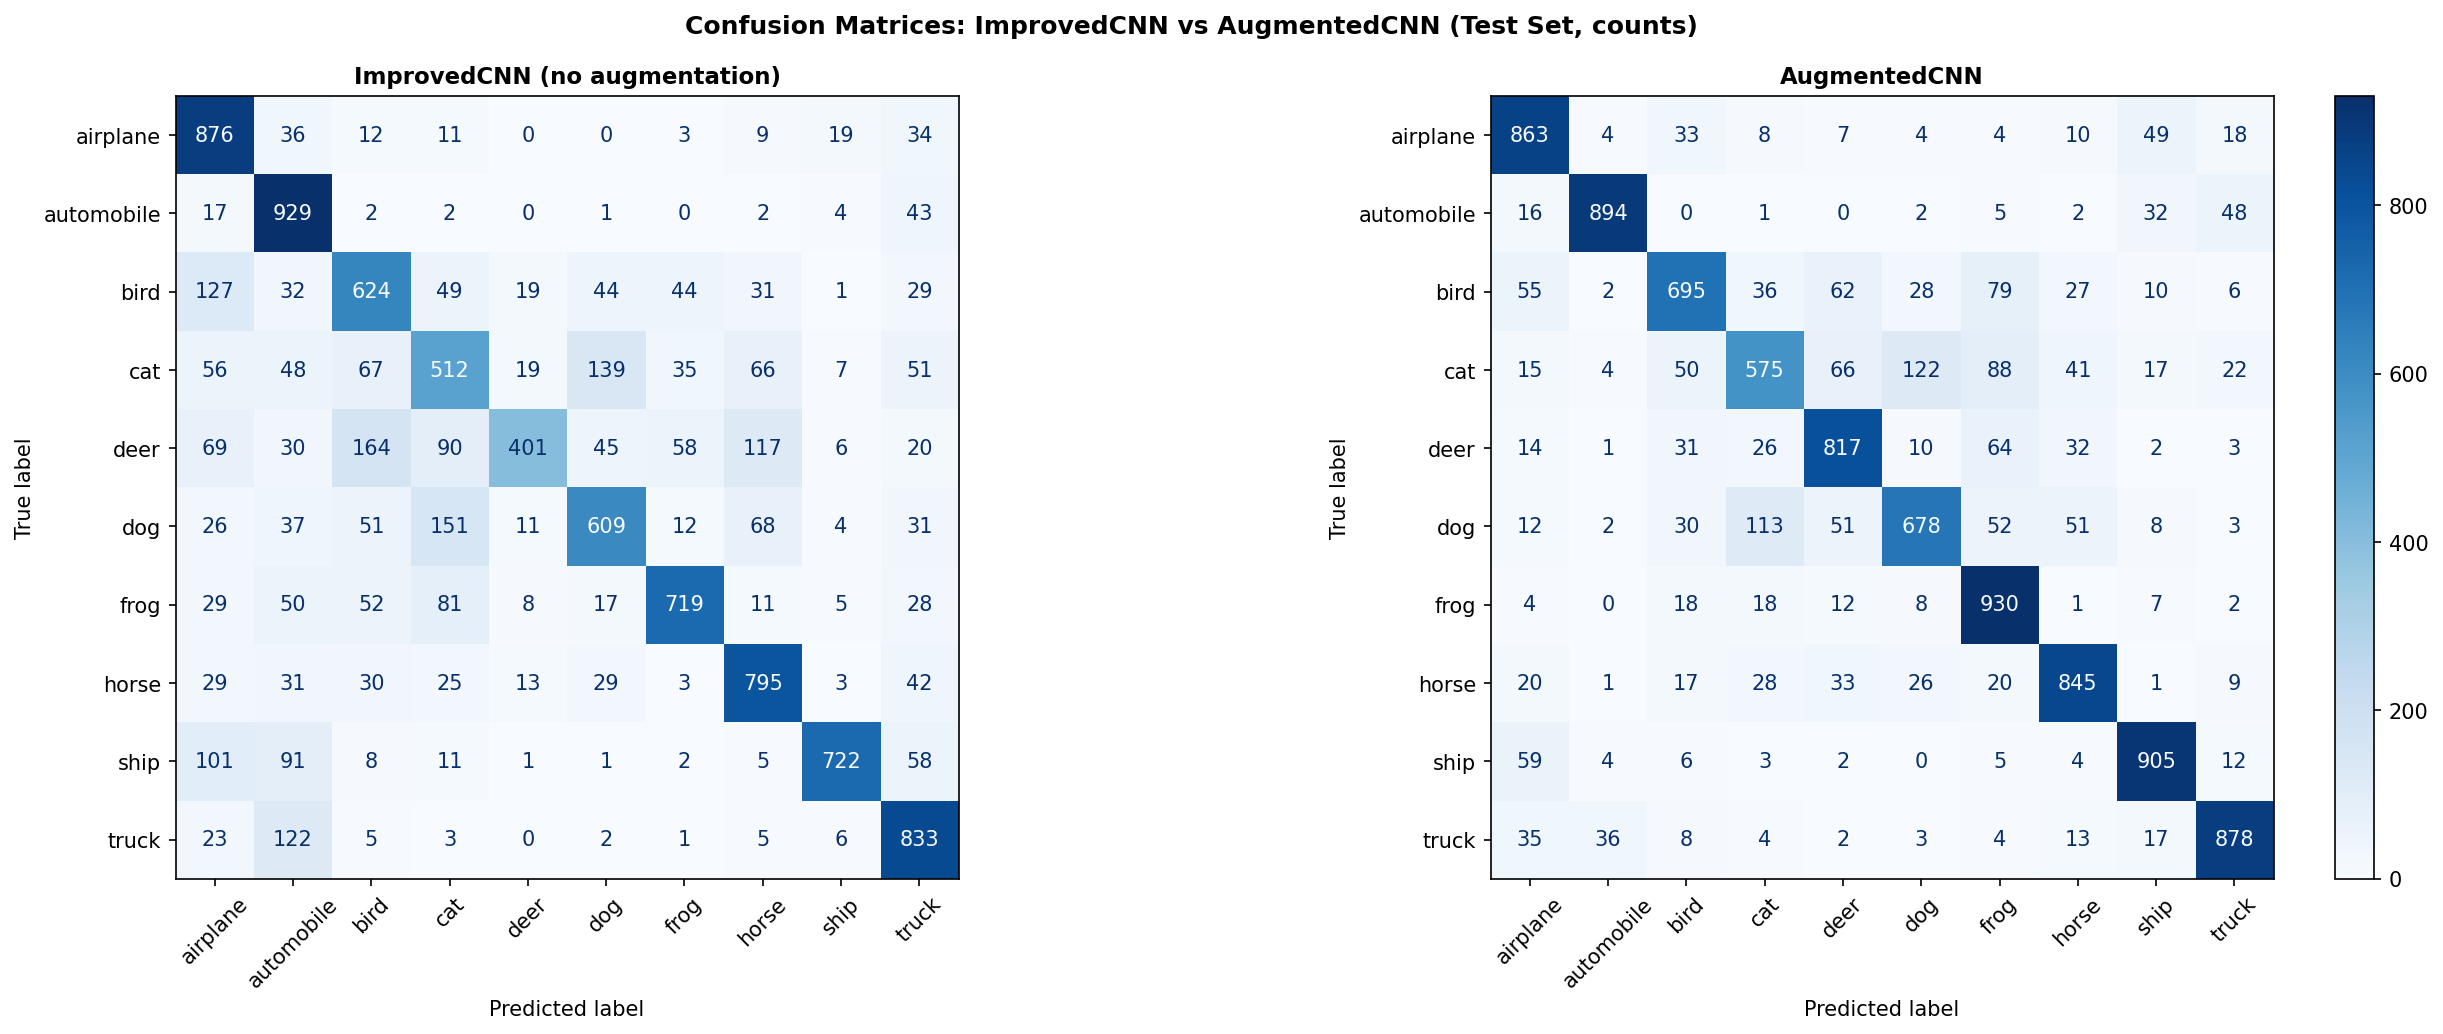 Confusion Matrices: ImprovedCNN vs AugmentedCNN (Test Set, counts)
ImprovedCNN (no augmentation)
True label
airplane 876 36 12 11 0 0 3 9 19 34
automobile 17 929 2 2 0 1 0 2 4 43
bird 127 32 624 49 19 44 44 31 1 29
cat 56 48 67 512 19 139 35 66 7 51
deer 69 30 164 90 401 45 58 117 6 20
dog 26 37 51 151 11 609 12 68 4 31
frog 29 50 52 81 8 17 719 11 5 28
horse 29 31 30 25 13 29 3 795 3 42
ship 101 91 8 11 1 1 2 5 722 58
truck 23 122 5 3 0 2 1 5 6 833
airplane automobile bird cat deer dog frog horse ship truck
Predicted label
AugmentedCNN
True label
airplane 863 4 33 8 7 4 4 10 49 18
automobile 16 894 0 1 0 2 5 2 32 48
bird 55 2 695 36 62 28 79 27 10 6
cat 15 4 50 575 66 122 88 41 17 22
deer 14 1 31 26 817 10 64 32 2 3
dog 12 2 30 113 51 678 52 51 8 3
frog 4 0 18 18 12 8 930 1 7 2
horse 20 1 17 28 33 26 20 845 1 9
ship 59 4 6 3 2 0 5 4 905 12
truck 35 36 8 4 2 3 4 13 17 878
airplane automobile bird cat deer dog frog horse ship truck
Predicted label
800
600
400
200
0